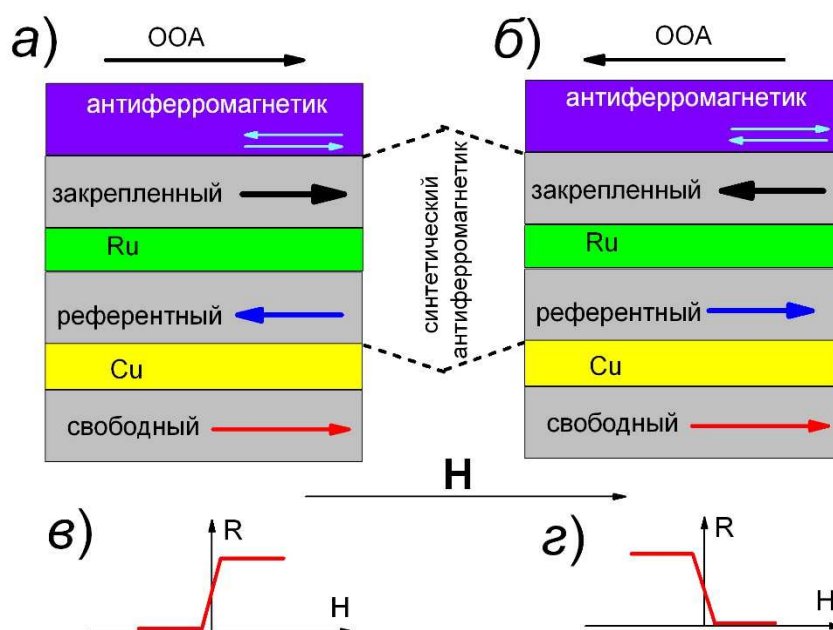 а)
ООА
антиферромагнетик
закрепленный
Ru
референтный
Cu
свободный
синтетический
антиферромагнетик
б)
ООА
антиферромагнетик
закрепленный
Ru
референтный
Cu
свободный
H
в)
R
H
г)
R
H